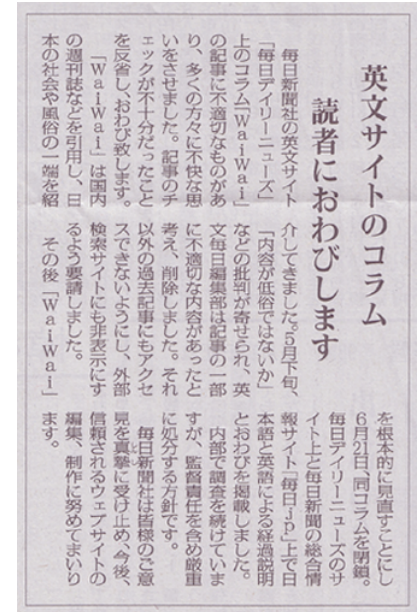 英文サイトのコラム
読者におわびします
毎日新聞社の英文サイト
「毎日デイリーニューズ」
上のコラム「WaiWai」
の記事に不適切なものがあ
り、多くの方々に不快な思
いをさせました。記事のチ
ェックが不十分だったこと
を反省し、おわび致します。
「WaiWai」は国内
の週刊誌などを引用し、日
本の社会や風俗の一端を紹
介してきました。5月下旬、
「内容が低俗ではないか」
などの批判が寄せられ、英
文毎日編集部は記事の一部
に不適切な内容があったと
考え、削除しました。それ
以外の過去記事にもアクセ
スできないようにし、外部
検索サイトにも非表示にす
るよう要請しました。
その後「WaiWai」
を根本的に見直すことにし
6月21日、同コラムを閉鎖。
毎日デイリーニューズのサ
イト上と毎日新聞の総合情
報サイト「毎日jp」上で日
本語と英語による経過説明
とおわびを掲載しました。
内部で調査を続けていま
すが、監督責任を含め厳重
に処分する方針です。
毎日新聞社は皆様のご意
見を真摯に受け止め、今後、
信頼されるウェブサイトの
編集、制作に努めてまいり
ます。